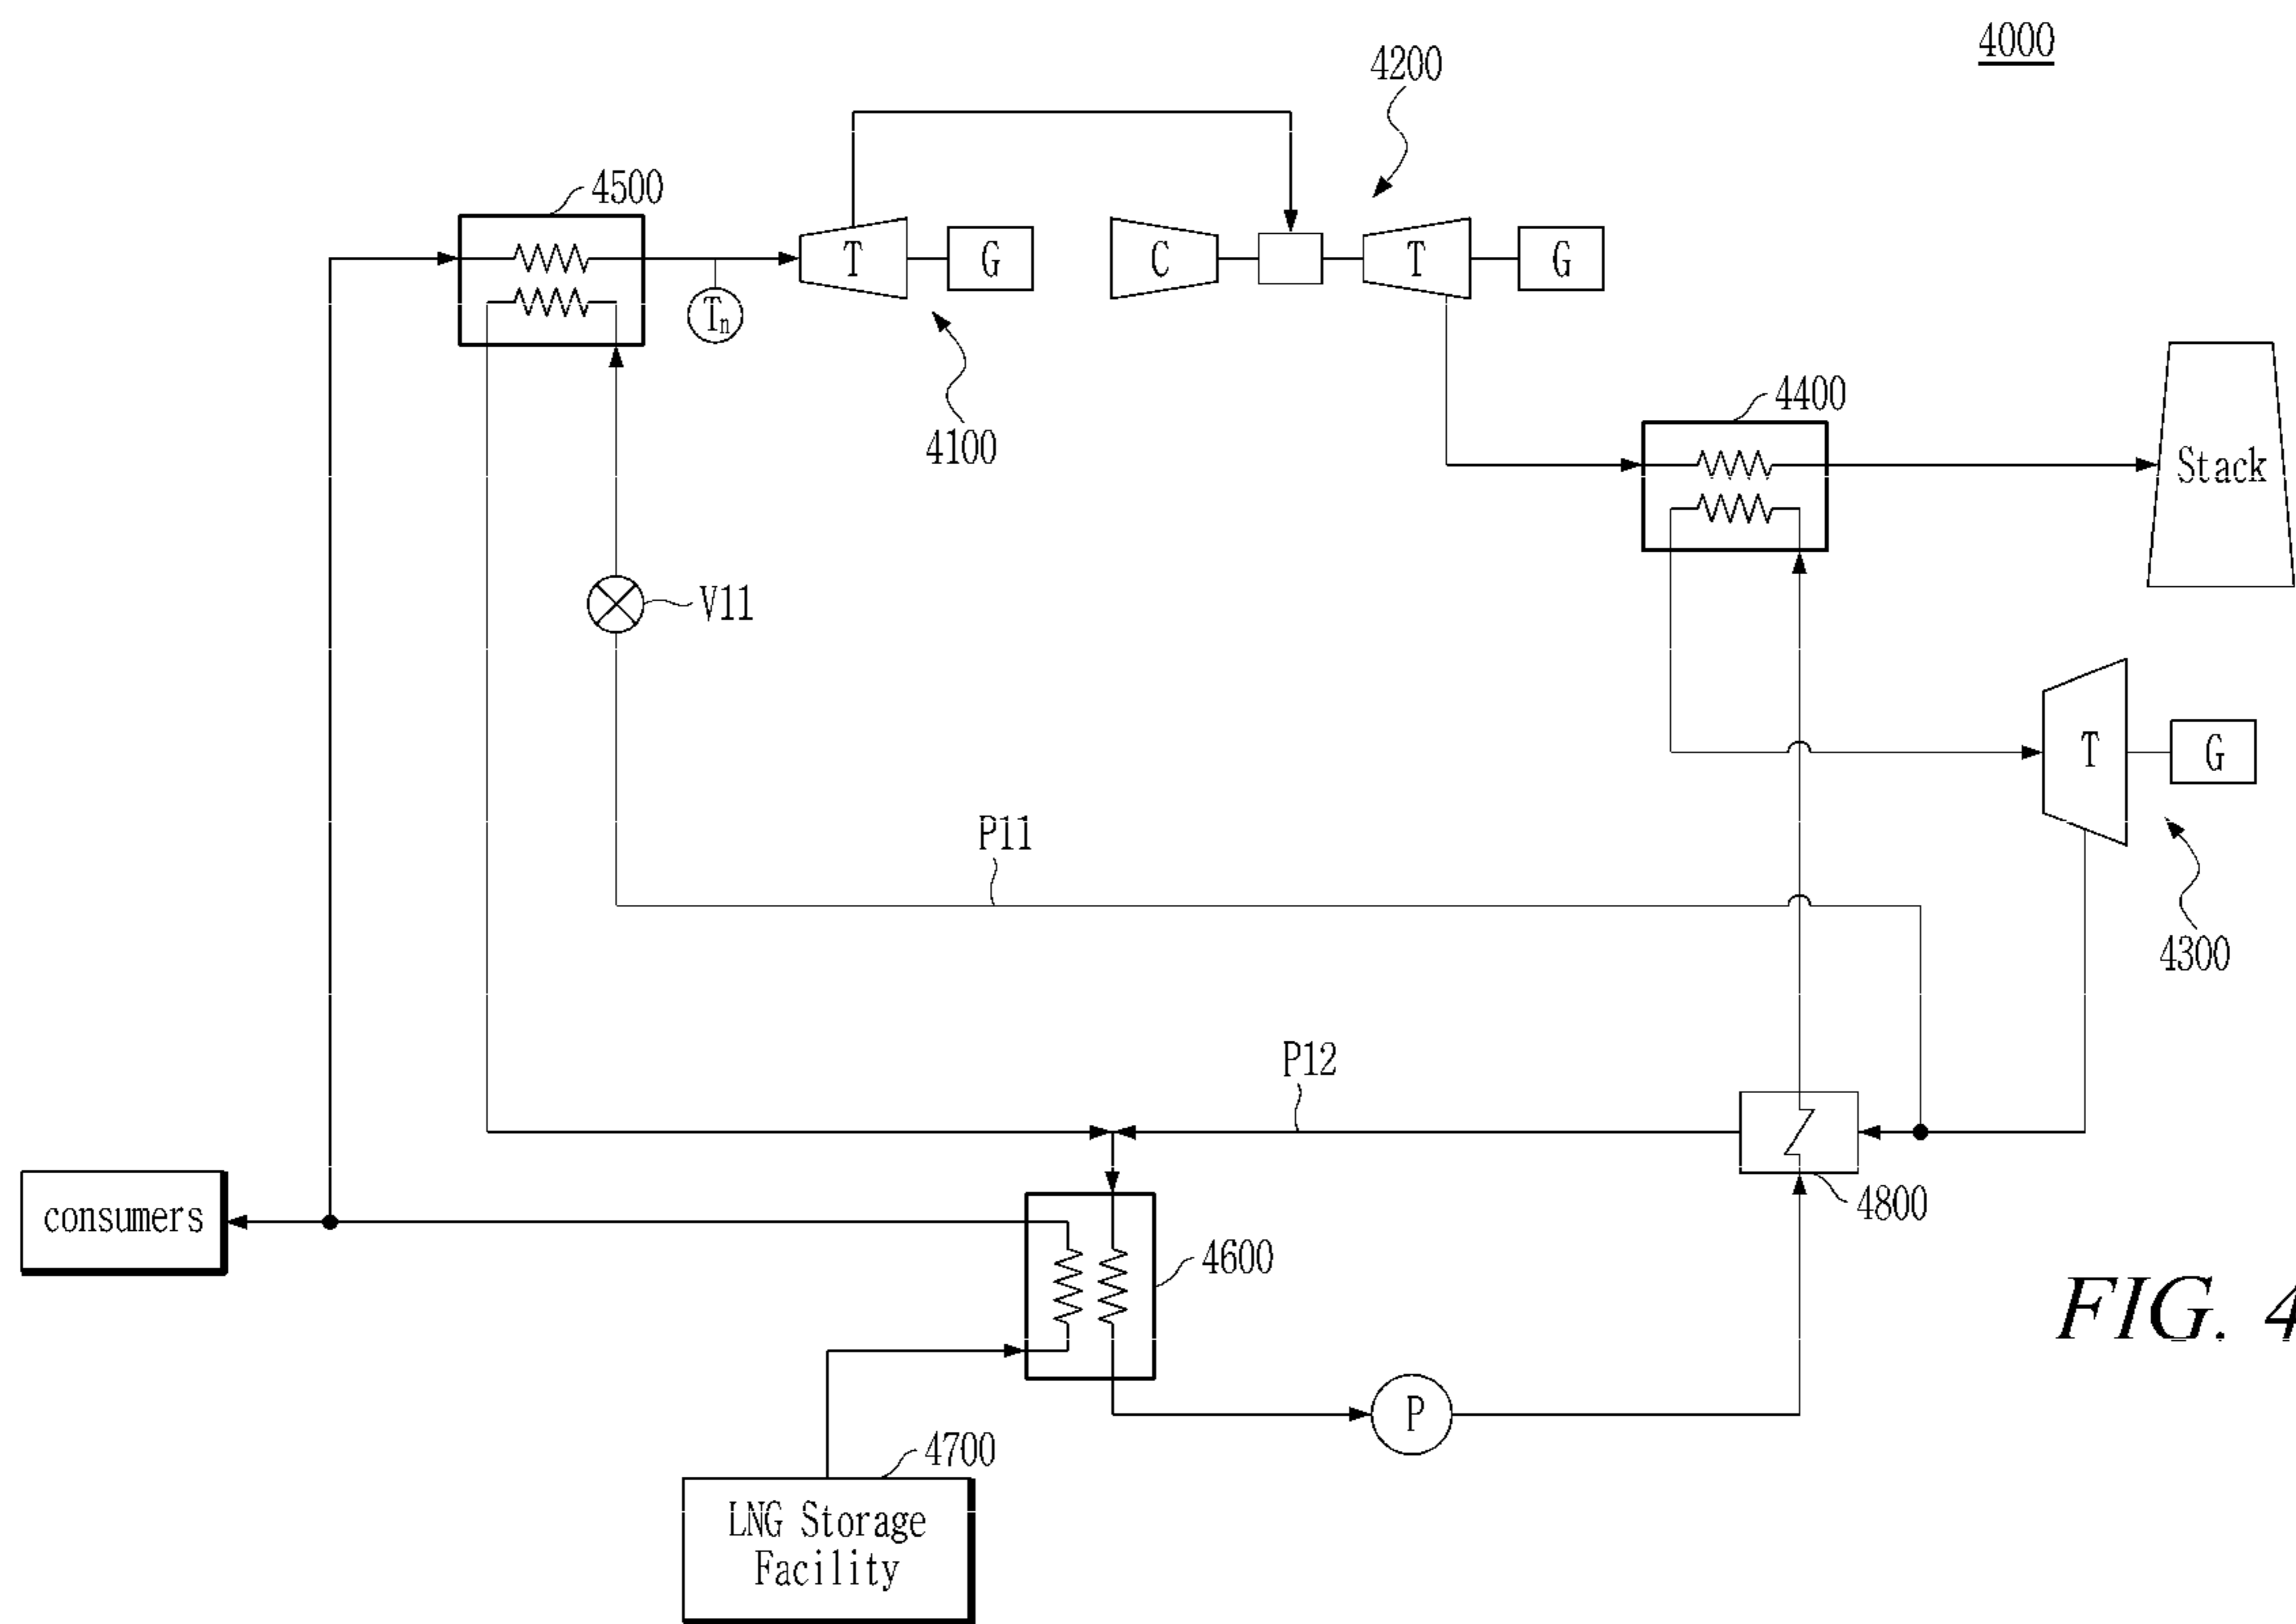 4000
4200
4500
T
G
C
T
G
Tn
4100
4400
Stack
V11
T
G
P11
4300
P12
4800
consumers
4600
FIG. 4
P
4700
LNG Storage
Facility